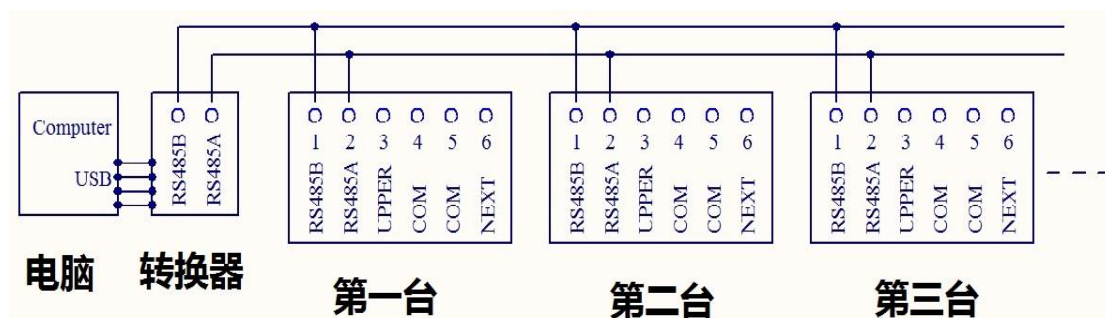 Computer
USB
RS485B
RS485A
1 2 3 4 5 6
RS485B
RS485A
UPPER
COM
COM
NEXT
1 2 3 4 5 6
RS485B
RS485A
UPPER
COM
COM
NEXT
1 2 3 4 5 6
RS485B
RS485A
UPPER
COM
COM
NEXT
电脑
转换器
第一台
第二台
第三台